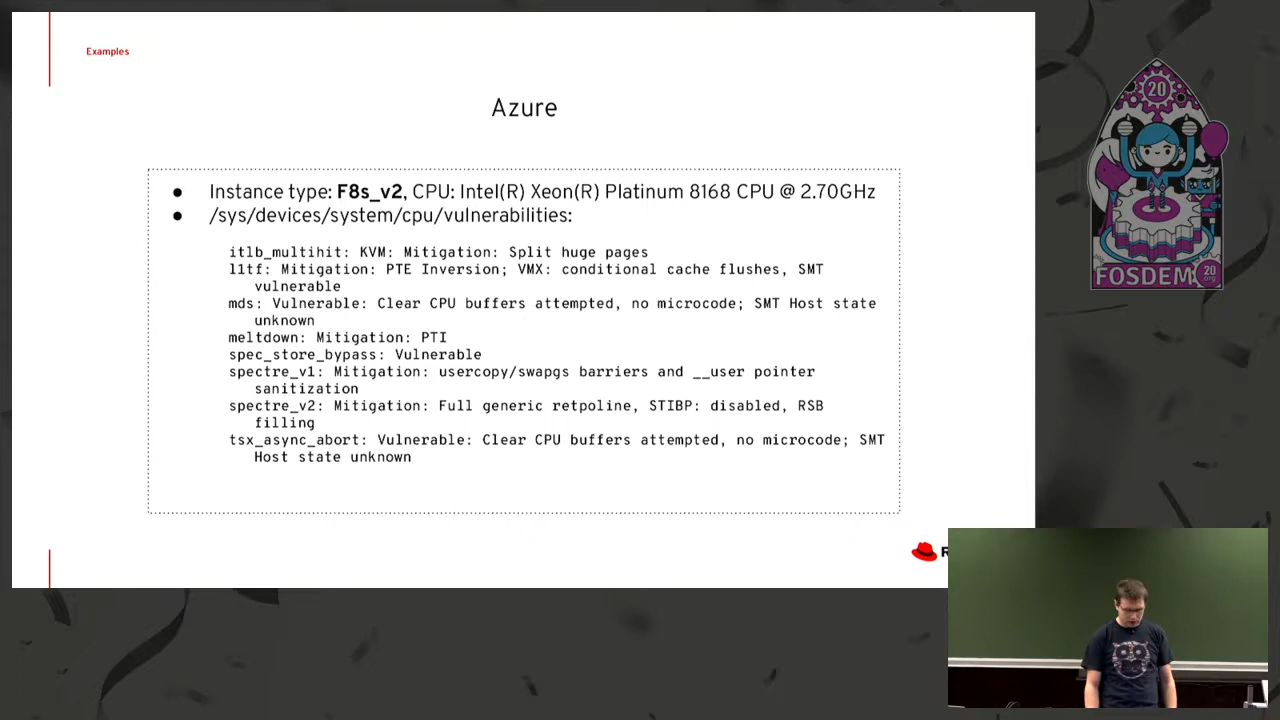 Examples
Azure
● Instance type: F8s_v2, CPU: Intel(R) Xeon(R) Platinum 8168 CPU @ 2.70GHz
● /sys/devices/system/cpu/vulnerabilities:
itlb_multihit: KVM: Mitigation: Split huge pages
l1tf: Mitigation: PTE Inversion; VMX: conditional cache flushes, SMT
vulnerable
mds: Vulnerable: Clear CPU buffers attempted, no microcode; SMT Host state
unknown
meltdown: Mitigation: PTI
spec_store_bypass: Vulnerable
spectre_v1: Mitigation: usercopy/swapgs barriers and __user pointer
sanitization
spectre_v2: Mitigation: Full generic retpoline, STIBP: disabled, RSB
filling
tsx_async_abort: Vulnerable: Clear CPU buffers attempted, no microcode; SMT
Host state unknown
20
FOSDEM 20
.org